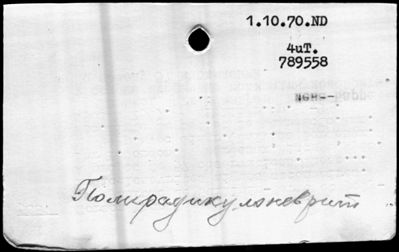 1.10.70.ND
4uT.
789558
Полирадикулоневрит